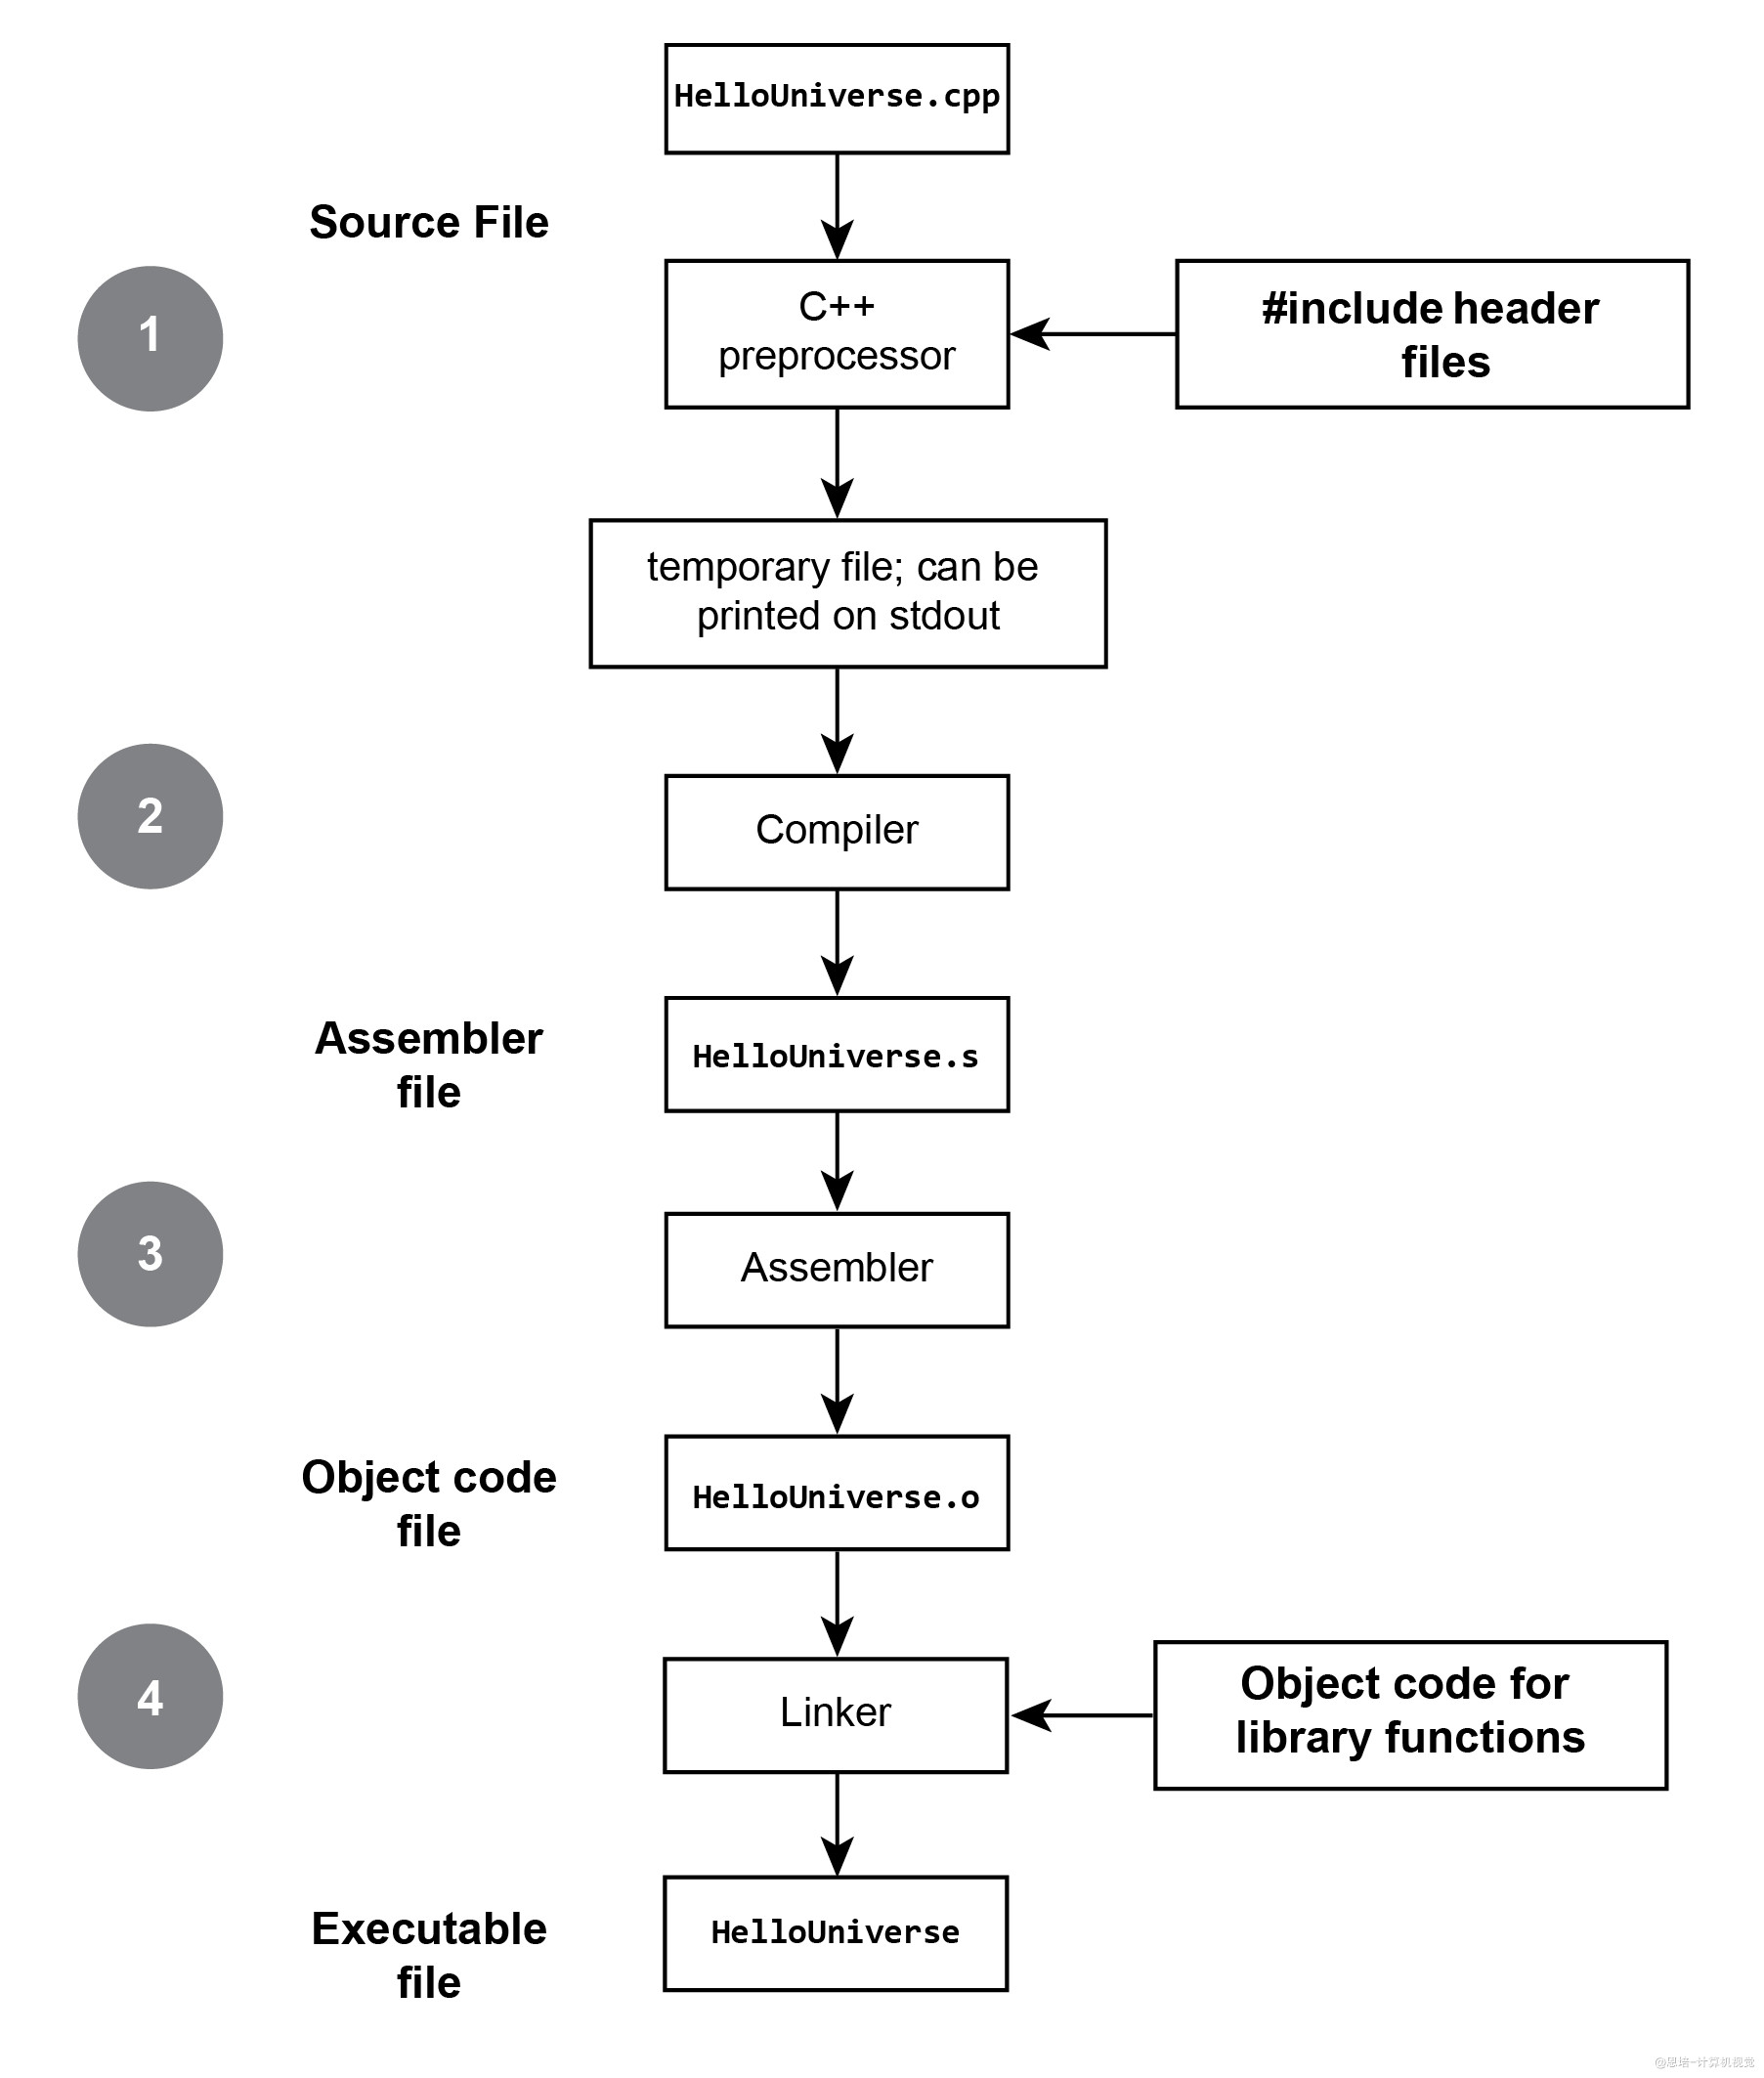 HelloUniverse.cpp
Source File
1
C++
preprocessor
#include header
files
temporary file; can be
printed on stdout
2
Compiler
Assembler
file
HelloUniverse.s
3
Assembler
Object code
file
HelloUniverse.o
4
Linker
Object code for
library functions
Executable
file
HelloUniverse
@恩培-计算机视觉